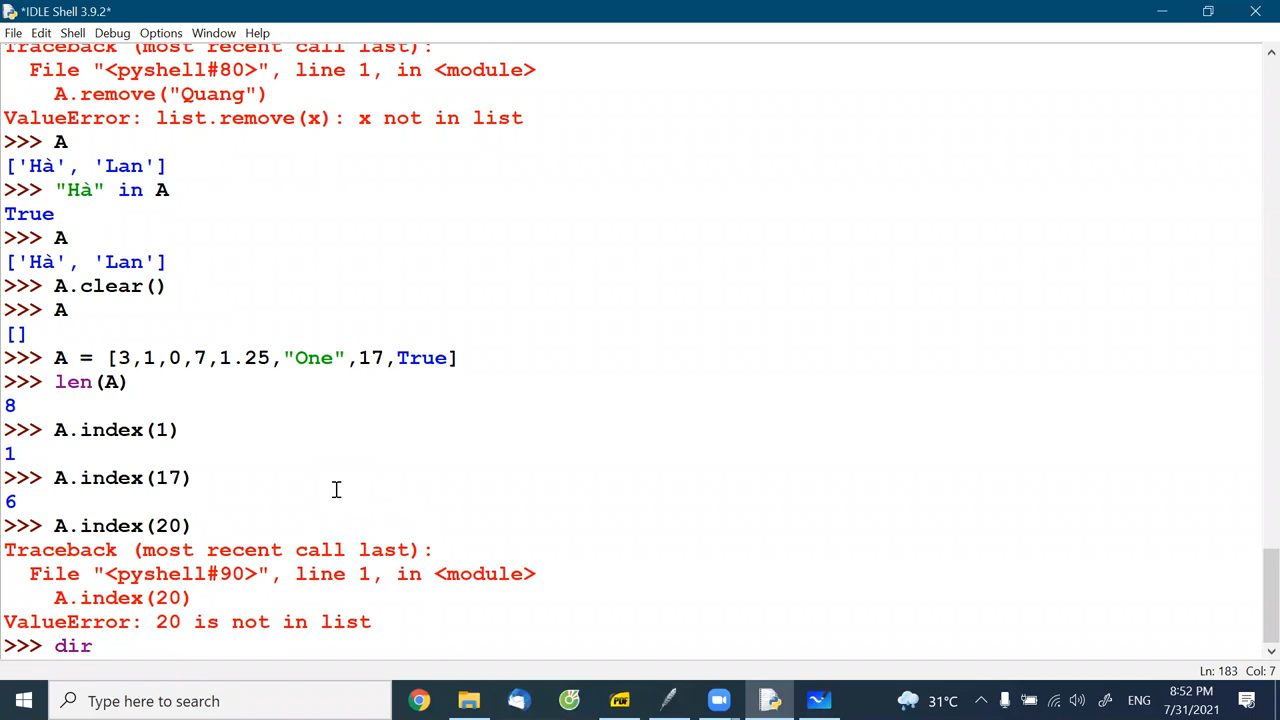 *IDLE Shell 3.9.2*
File Edit Shell Debug Options Window Help
Traceback (most recent call last):
  File "<pyshell#80>", line 1, in <module>
    A.remove("Quang")
ValueError: list.remove(x): x not in list
>>> A
['Hà', 'Lan']
>>> "Hà" in A
True
>>> A
['Hà', 'Lan']
>>> A.clear()
>>> A
[]
>>> A = [3,1,0,7,1.25,"One",17,True]
>>> len(A)
8
>>> A.index(1)
1
>>> A.index(17)
6
>>> A.index(20)
Traceback (most recent call last):
  File "<pyshell#90>", line 1, in <module>
    A.index(20)
ValueError: 20 is not in list
>>> dir
Ln: 183 Col: 7
Type here to search
PDF
31°C
ENG
8:52 PM
7/31/2021